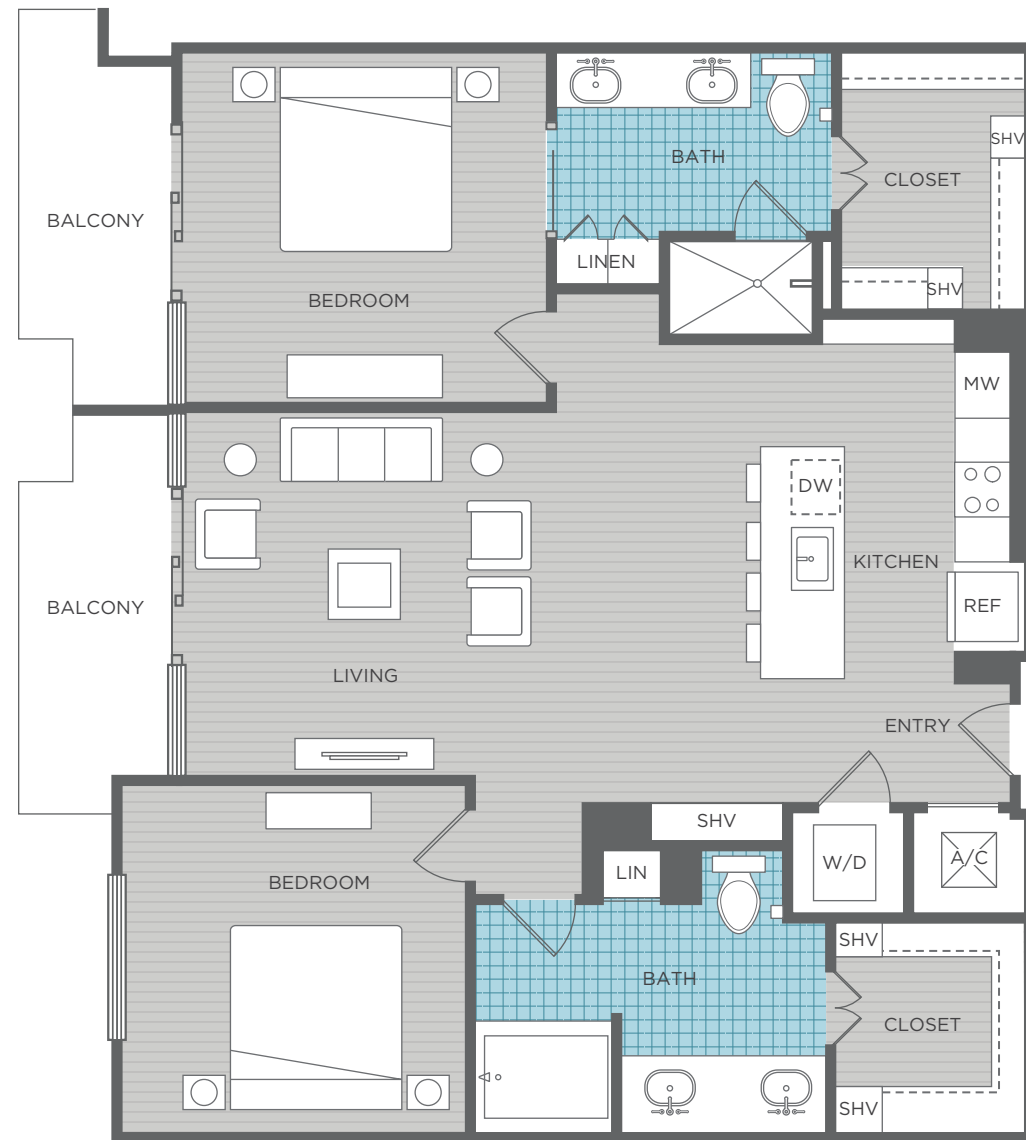 BATH
SHV
CLOSET
BALCONY
LINEN
SHV
BEDROOM
MW
DW
KITCHEN
BALCONY
REF
LIVING
ENTRY
SHV
W/D
A/C
LIN
BEDROOM
SHV
BATH
CLOSET
SHV